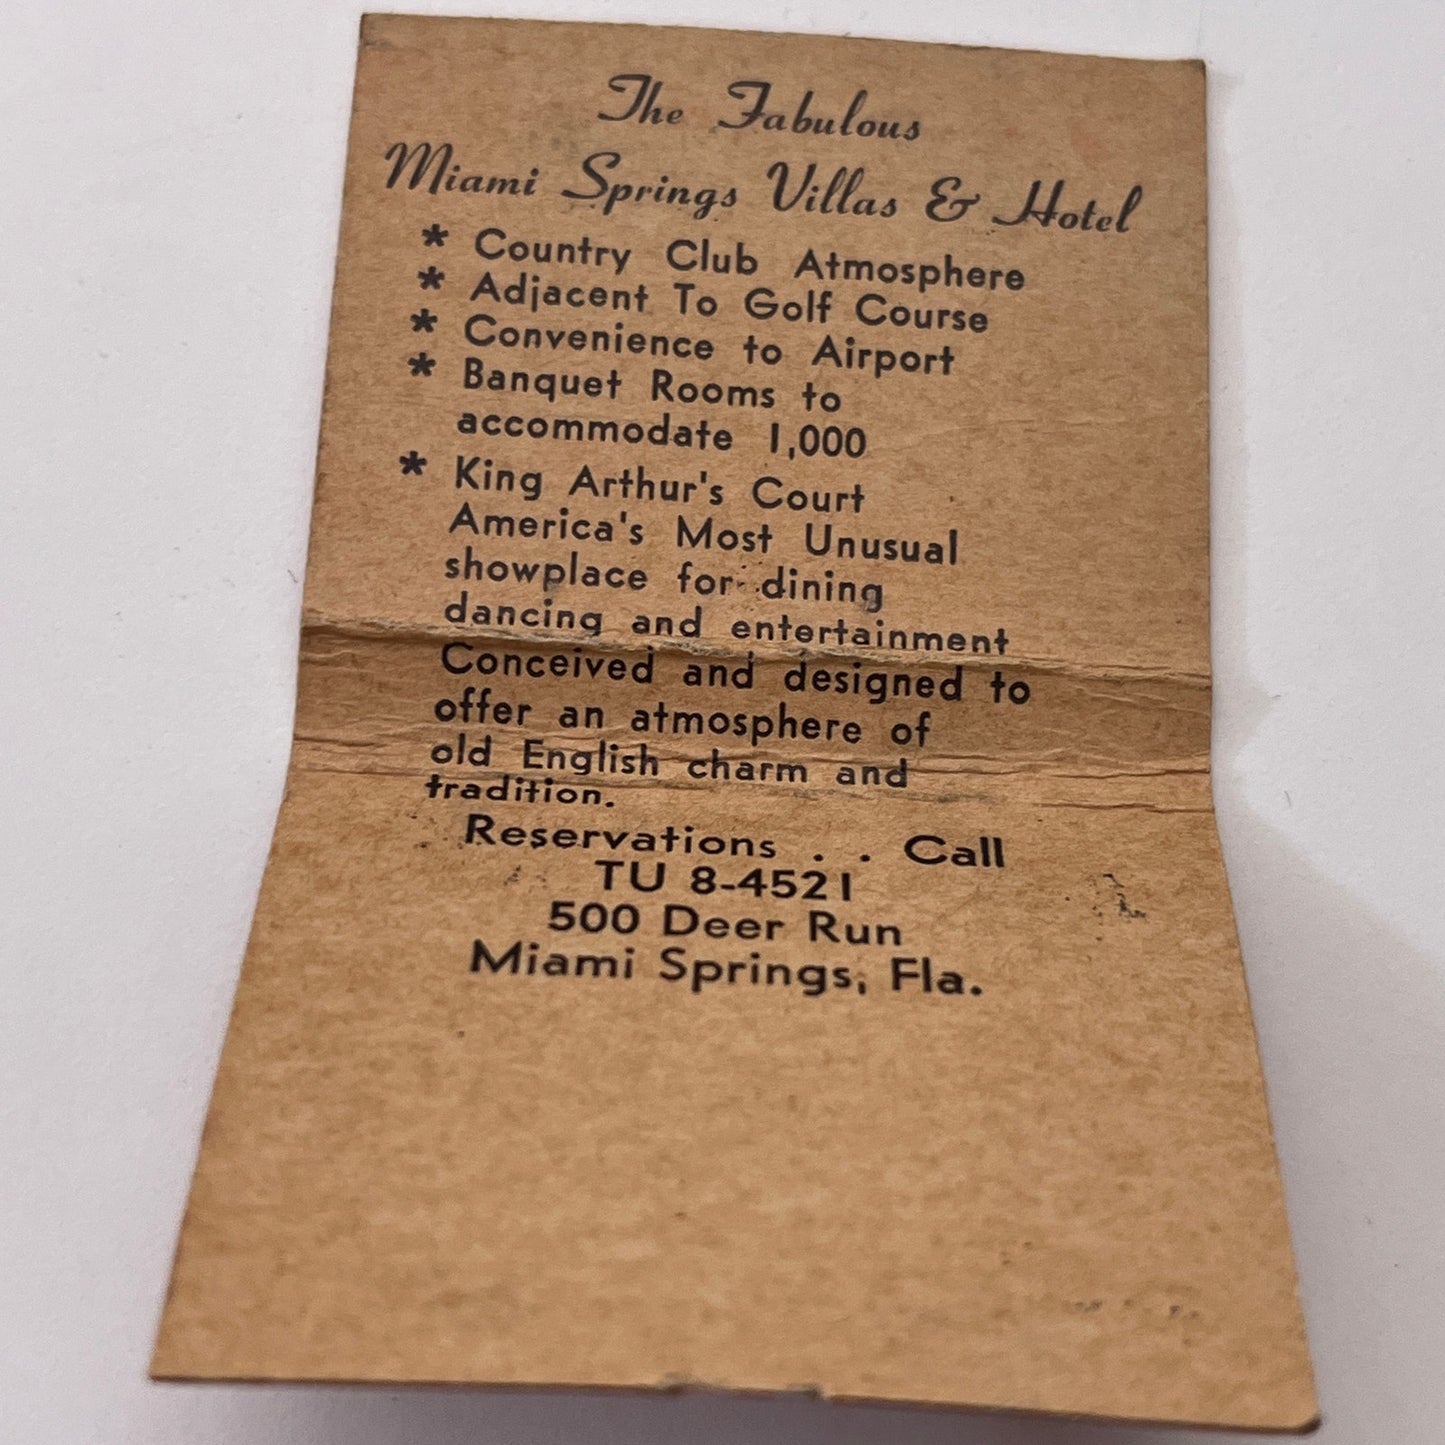 The Fabulous
Miami Springs Villas & Hotel
* Country Club Atmosphere
* Adjacent To Golf Course
* Convenience to Airport
* Banquet Rooms to
accommodate 1,000
* King Arthur's Court
America's Most Unusual
showplace for dining
dancing and entertainment
Conceived and designed to
offer an atmosphere of
old English charm and
tradition.
Reservations . . Call
TU 8-4521
500 Deer Run
Miami Springs, Fla.